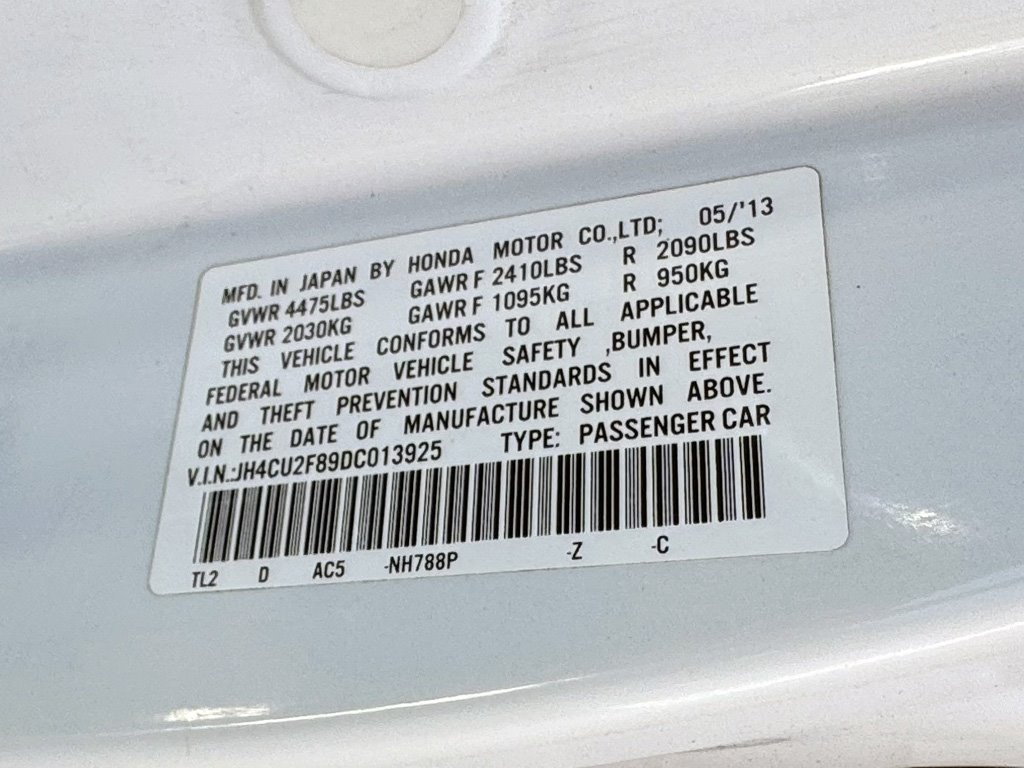 MFD. IN JAPAN BY HONDA MOTOR CO.,LTD; 05/'13
GVWR 4475LBS GAWR F 2410LBS R 2090LBS
GVWR 2030KG GAWR F 1095KG R 950KG
THIS VEHICLE CONFORMS TO ALL APPLICABLE
FEDERAL MOTOR VEHICLE SAFETY ,BUMPER,
AND THEFT PREVENTION STANDARDS IN EFFECT
ON THE DATE OF MANUFACTURE SHOWN ABOVE.
V.I.N.:JH4CU2F89DC013925 TYPE: PASSENGER CAR
TL2 D AC5 -NH788P -Z -C